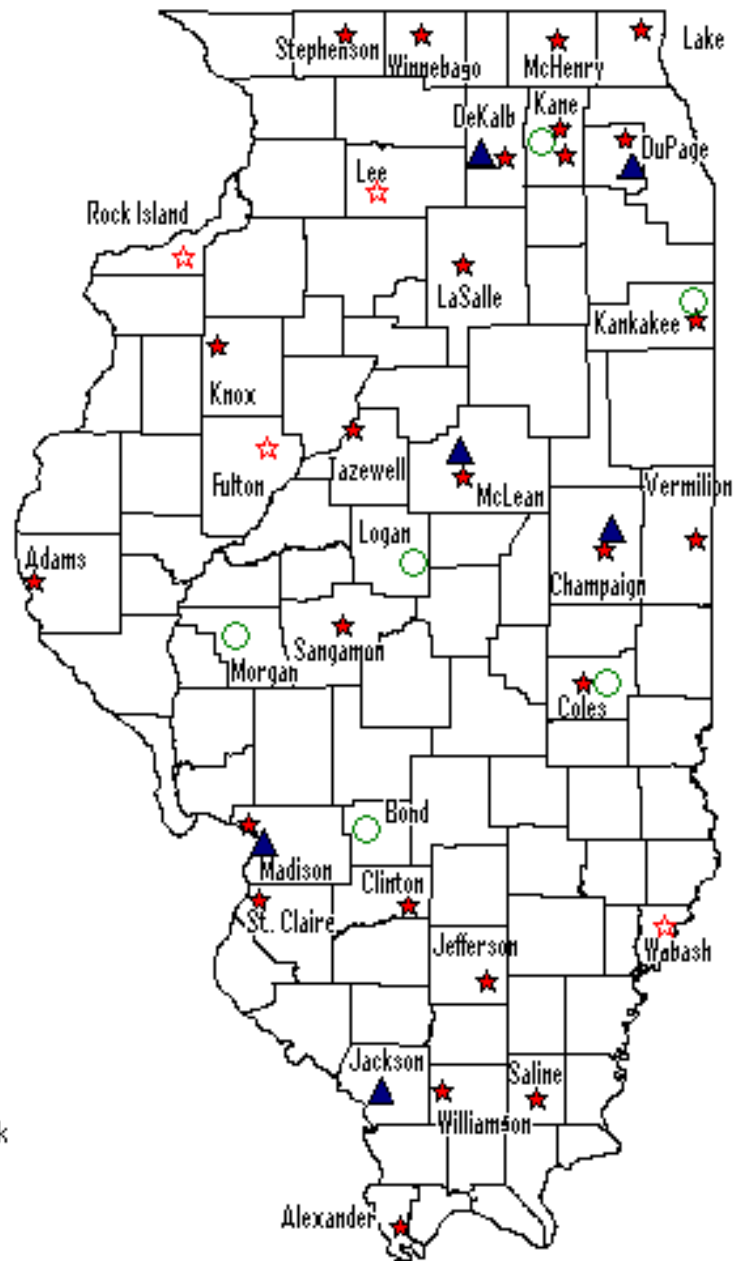 Stephenson
Winnebago
McHenry
Lake
DeKalb
Kane
DuPage
Lee
Rock Island
LaSalle
Kankakee
Knox
Fulton
Tazewell
McLean
Vermilion
Logan
Adams
Champaign
Sangamon
Morgan
Coles
Bond
Madison
Clinton
St. Claire
Jefferson
Wabash
Jackson
Saline
Williamson
k
Alexander